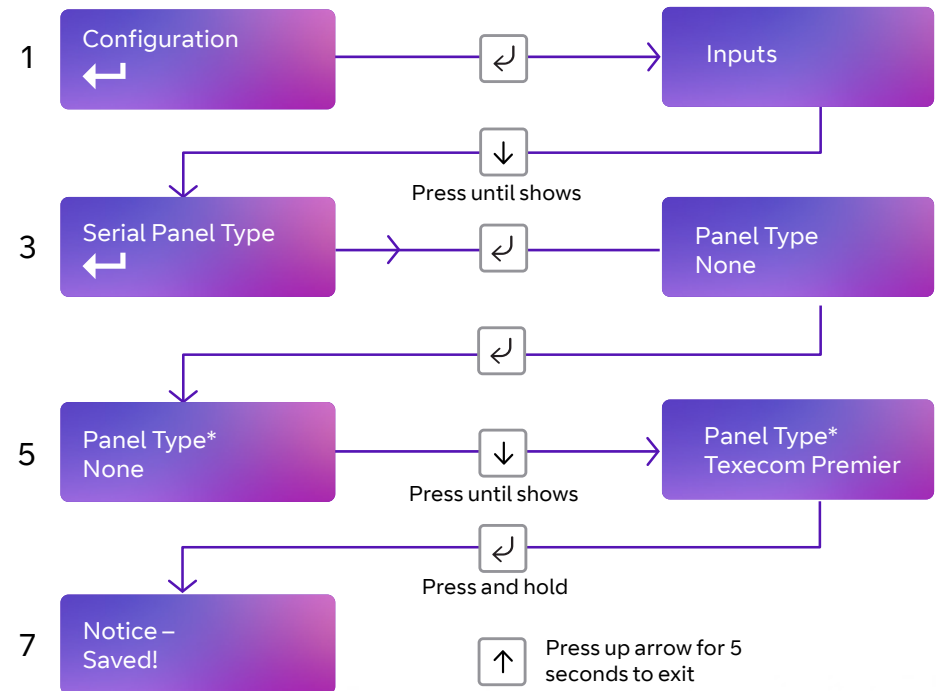 1
Configuration
Inputs
Press until shows
3
Serial Panel Type
Panel Type
None
5
Panel Type*
None
Press until shows
Panel Type*
Texecom Premier
Press and hold
7
Notice –
Saved!
Press up arrow for 5
seconds to exit